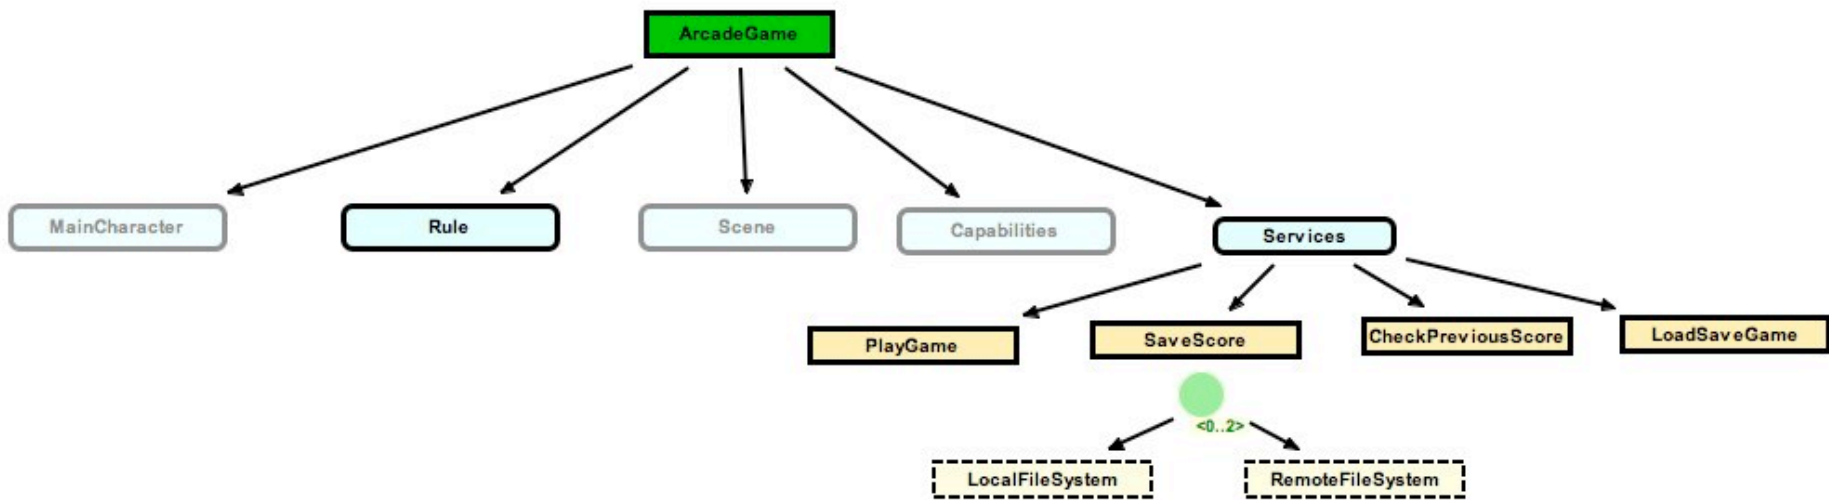 ArcadeGame
MainCharacter
Rule
Scene
Capabilities
Services
PlayGame
SaveScore
CheckPreviousScore
LoadSaveGame
<0..2>
LocalFileSystem
RemoteFileSystem